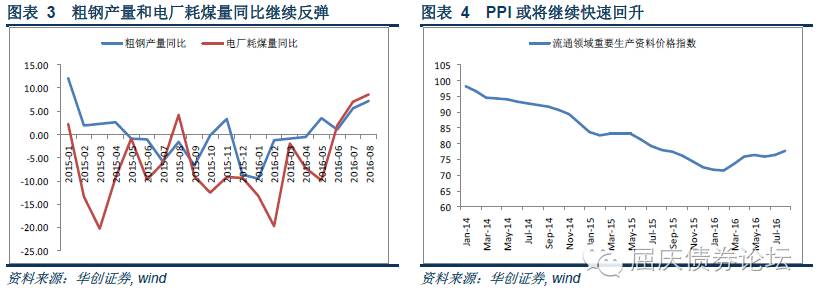 图表 3 粗钢产量和电厂耗煤量同比继续反弹
粗钢产量同比 电厂耗煤量同比
15.00
10.00
5.00
0.00
-5.00
-10.00
-15.00
-20.00
-25.00
2015-01 2015-02 2015-03 2015-04 2015-05 2015-06 2015-07 2015-08 2015-09 2015-10 2015-11 2015-12 2016-01 2016-02 2016-03 2016-04 2016-05 2016-06 2016-07 2016-08
资料来源：华创证券, wind
图表 4 PPI 或将继续快速回升
流通领域重要生产资料价格指数
105
100
95
90
85
80
75
70
65
60
Jan-14 Mar-14 May-14 Jul-14 Sep-14 Nov-14 Jan-15 Mar-15 May-15 Jul-15 Sep-15 Nov-15 Jan-16 Mar-16 May-16 Jul-16
资料来源：华创证券, wind
屈庆债券论坛